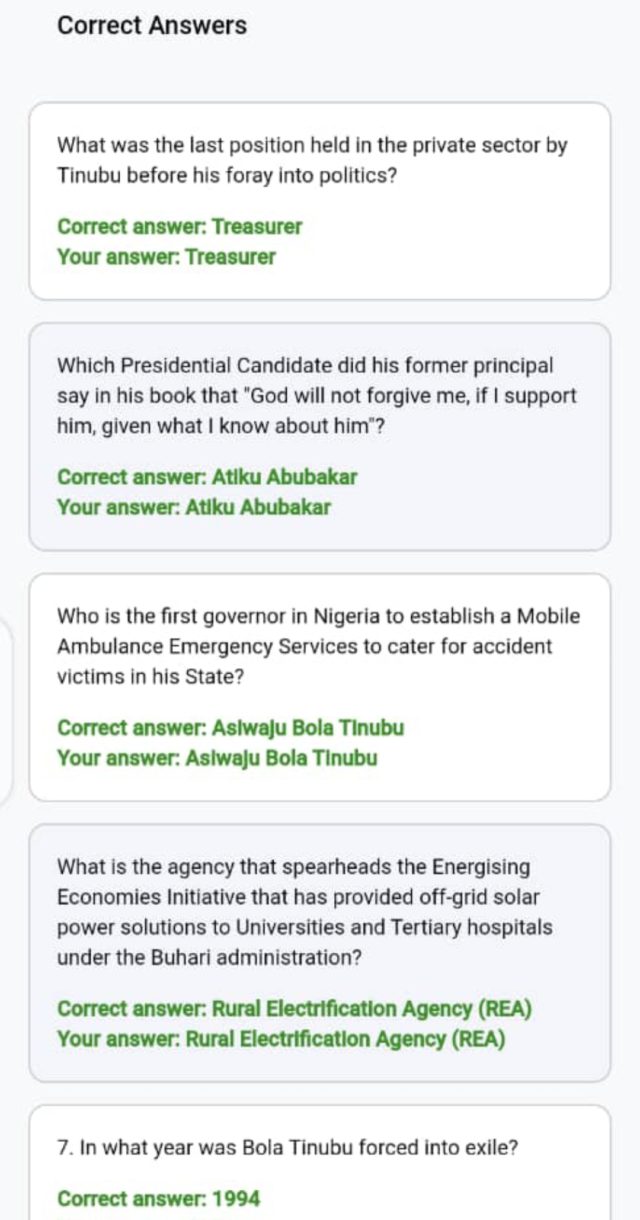 Correct Answers
What was the last position held in the private sector by
Tinubu before his foray into politics?
Correct answer: Treasurer
Your answer: Treasurer
Which Presidential Candidate did his former principal
say in his book that "God will not forgive me, if I support
him, given what I know about him"?
Correct answer: Atiku Abubakar
Your answer: Atiku Abubakar
Who is the first governor in Nigeria to establish a Mobile
Ambulance Emergency Services to cater for accident
victims in his State?
Correct answer: Asiwaju Bola Tinubu
Your answer: Asiwaju Bola Tinubu
What is the agency that spearheads the Energising
Economies Initiative that has provided off-grid solar
power solutions to Universities and Tertiary hospitals
under the Buhari administration?
Correct answer: Rural Electrification Agency (REA)
Your answer: Rural Electrification Agency (REA)
7. In what year was Bola Tinubu forced into exile?
Correct answer: 1994